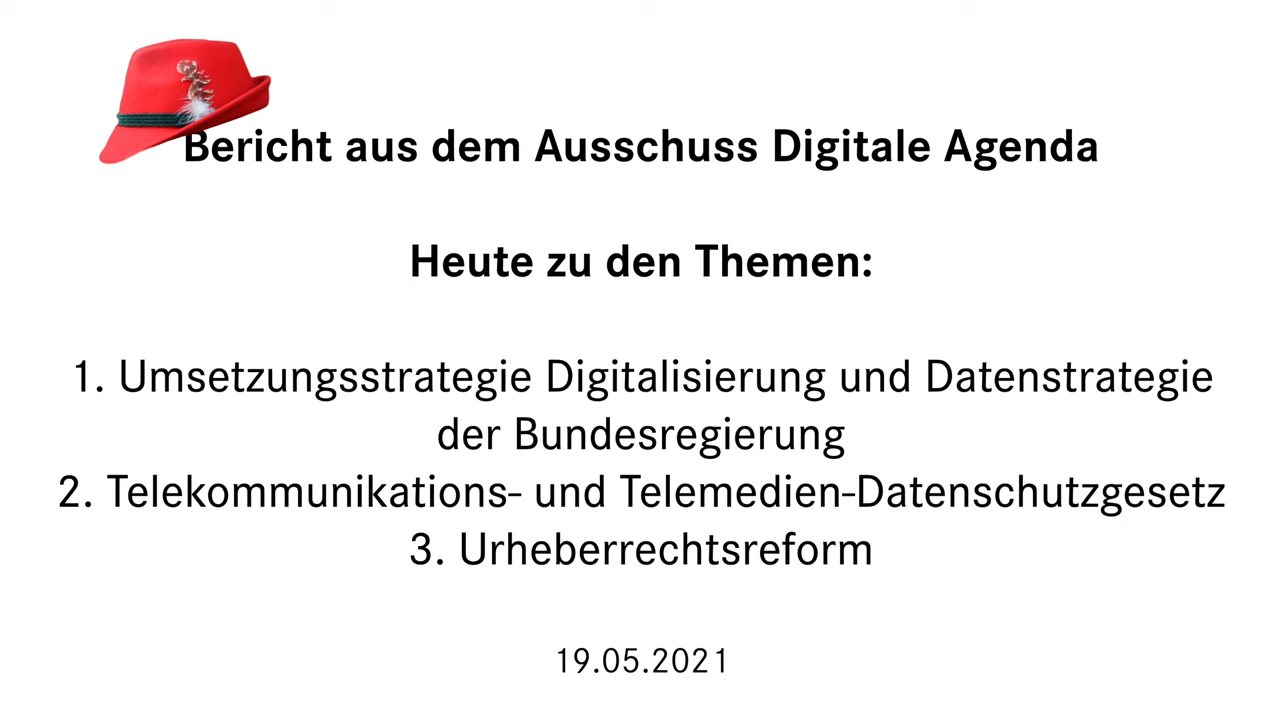 Bericht aus dem Ausschuss Digitale Agenda
Heute zu den Themen:
1. Umsetzungsstrategie Digitalisierung und Datenstrategie
der Bundesregierung
2. Telekommunikations- und Telemedien-Datenschutzgesetz
3. Urheberrechtsreform
19.05.2021